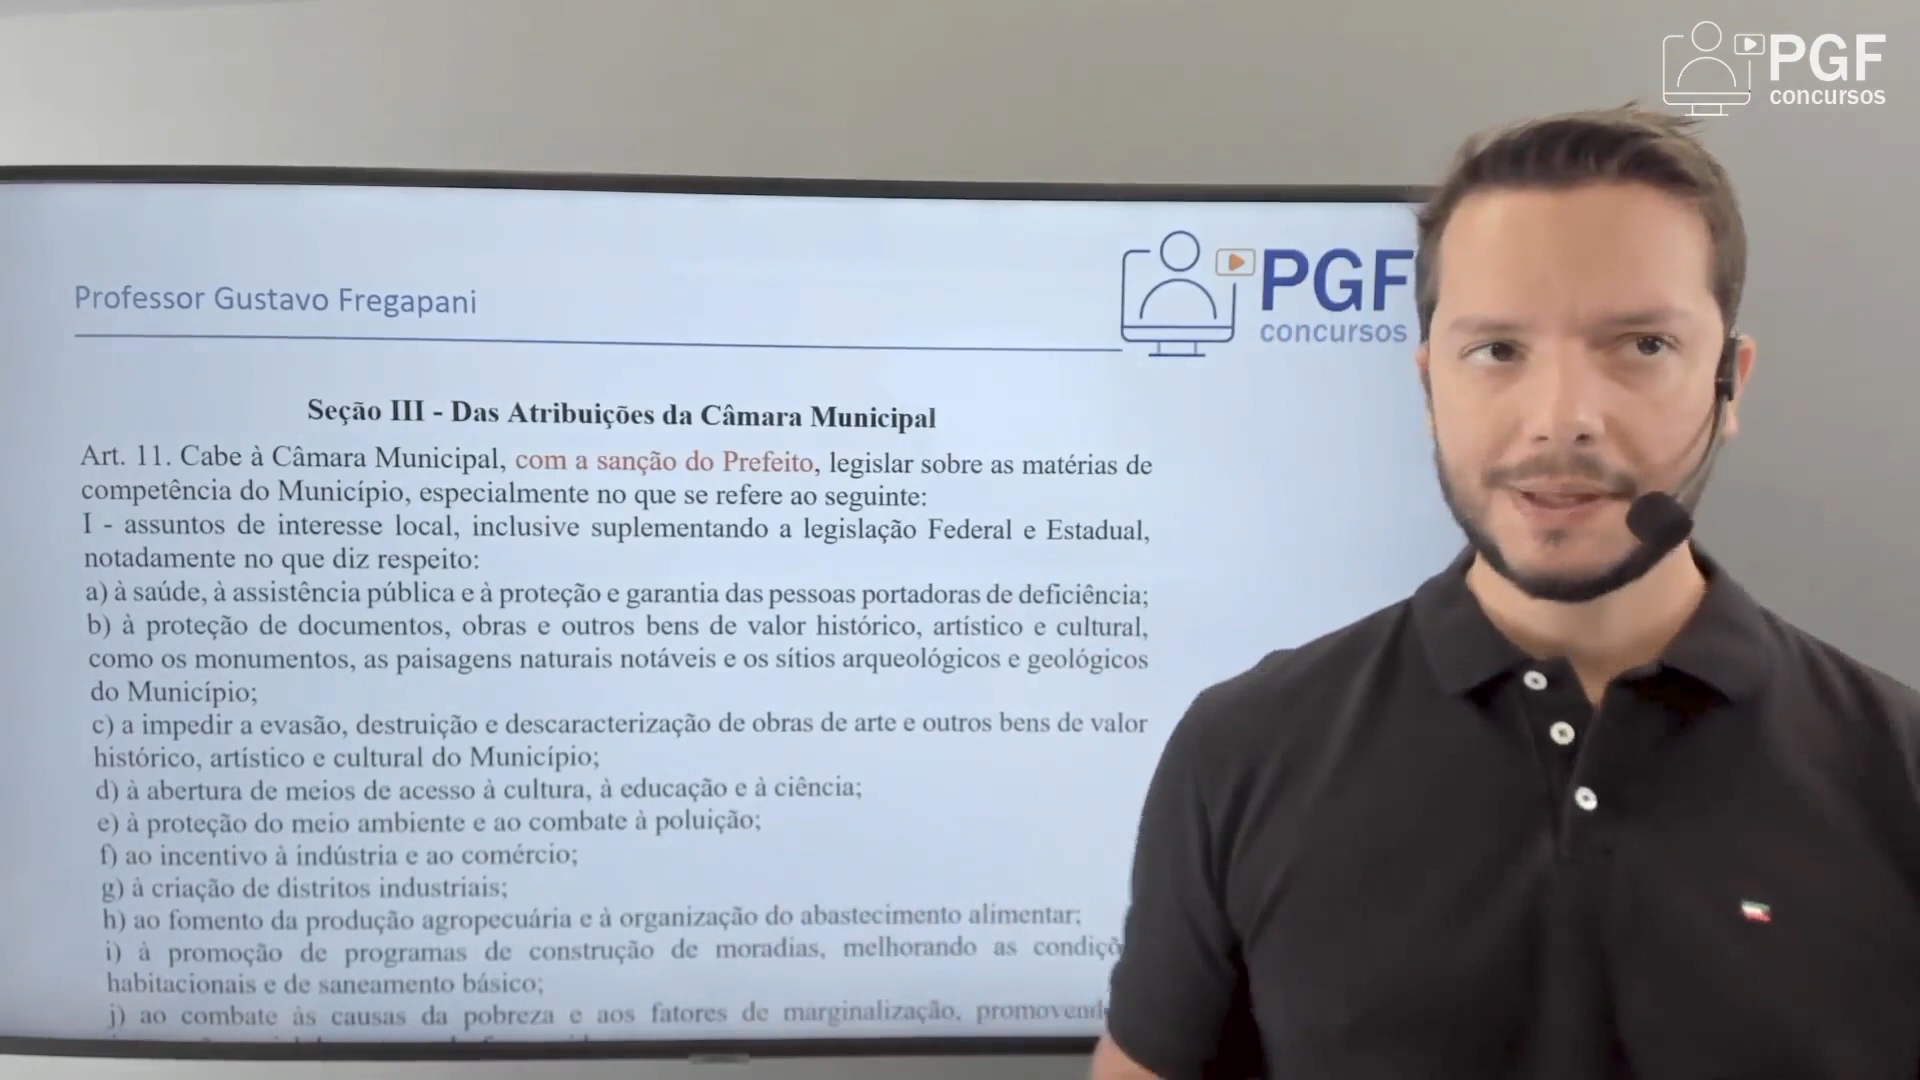 PGF
concursos
Professor Gustavo Fregapani
PGF
concursos
Seção III - Das Atribuições da Câmara Municipal
Art. 11. Cabe à Câmara Municipal, com a sanção do Prefeito, legislar sobre as matérias de
competência do Município, especialmente no que se refere ao seguinte:
I - assuntos de interesse local, inclusive suplementando a legislação Federal e Estadual,
notadamente no que diz respeito:
a) à saúde, à assistência pública e à proteção e garantia das pessoas portadoras de deficiência;
b) à proteção de documentos, obras e outros bens de valor histórico, artístico e cultural,
como os monumentos, as paisagens naturais notáveis e os sítios arqueológicos e geológicos
do Município;
c) a impedir a evasão, destruição e descaracterização de obras de arte e outros bens de valor
histórico, artístico e cultural do Município;
d) à abertura de meios de acesso à cultura, à educação e à ciência;
e) à proteção do meio ambiente e ao combate à poluição;
f) ao incentivo à indústria e ao comércio;
g) à criação de distritos industriais;
h) ao fomento da produção agropecuária e à organização do abastecimento alimentar;
i) à promoção de programas de construção de moradias, melhorando as
habitacionais e de saneamento básico;
j) ao combate às causas da pobreza e aos fatores de marginalização,